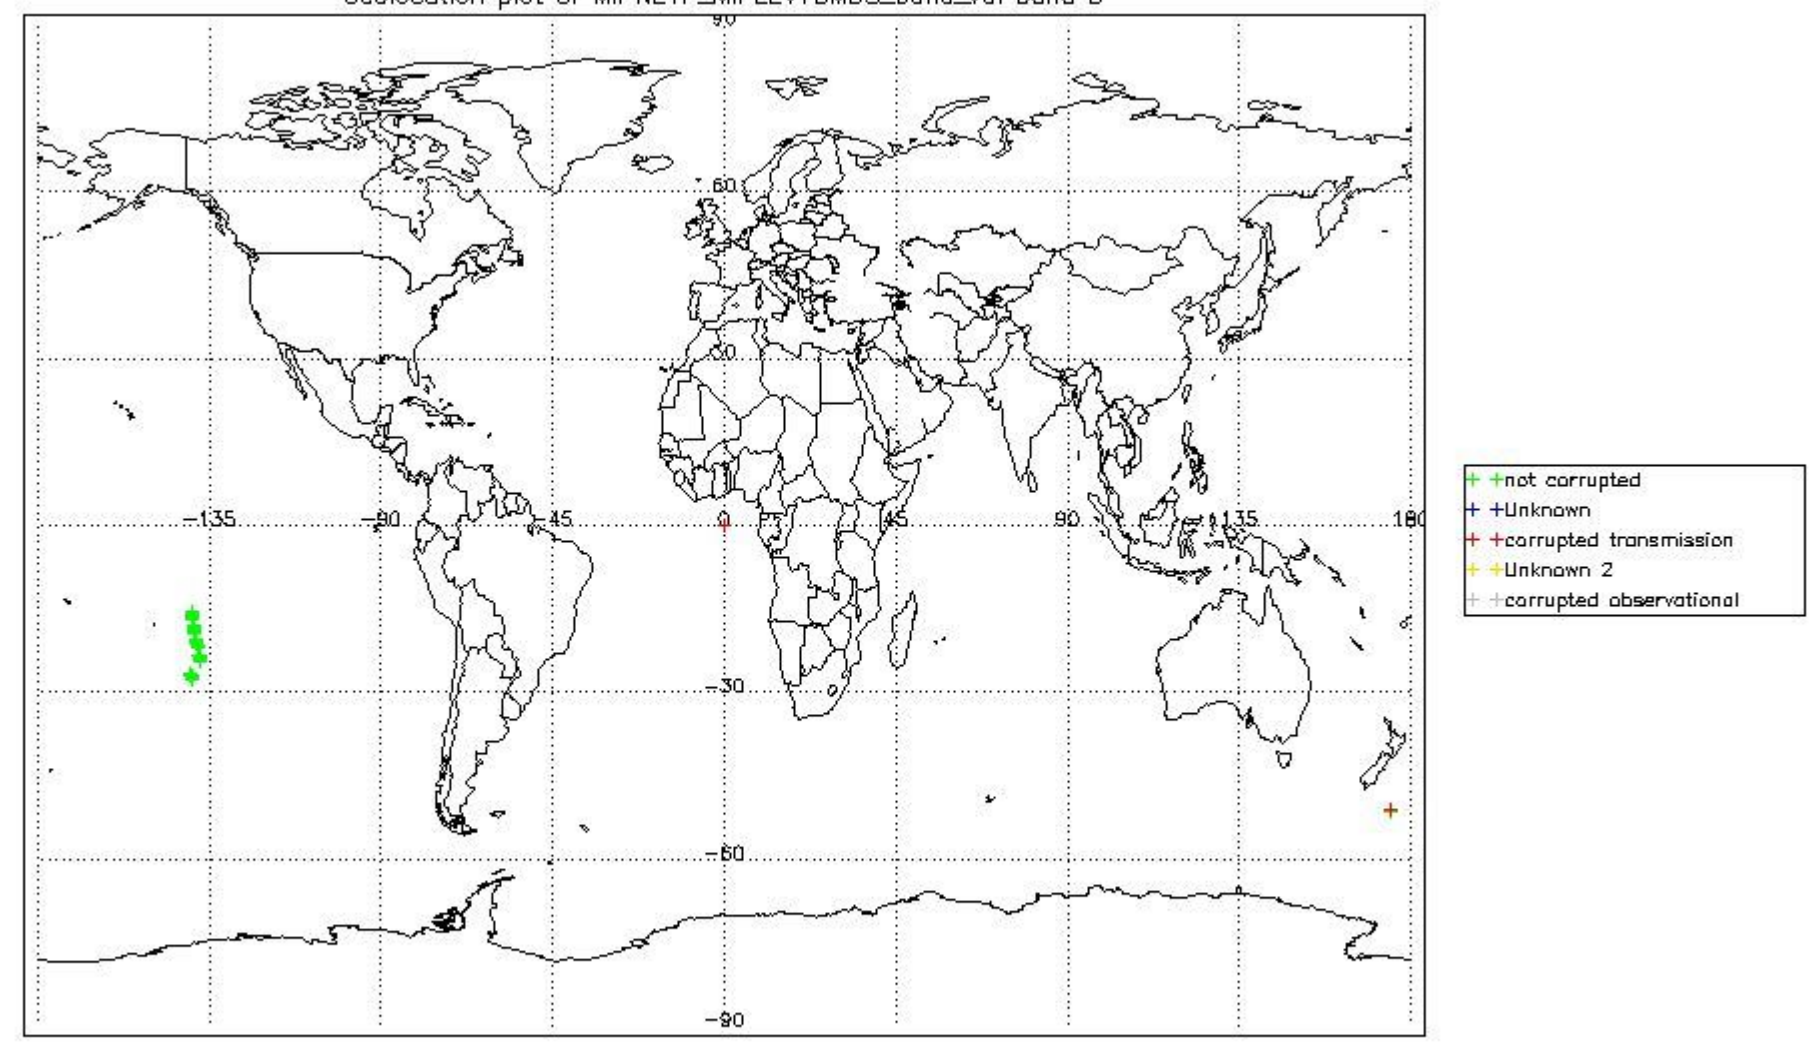 90
60
30
-135 -90 -45 0 45 90 135 180
-30
-60
-90
not corrupted
Unknown
corrupted transmission
Unknown 2
corrupted observational